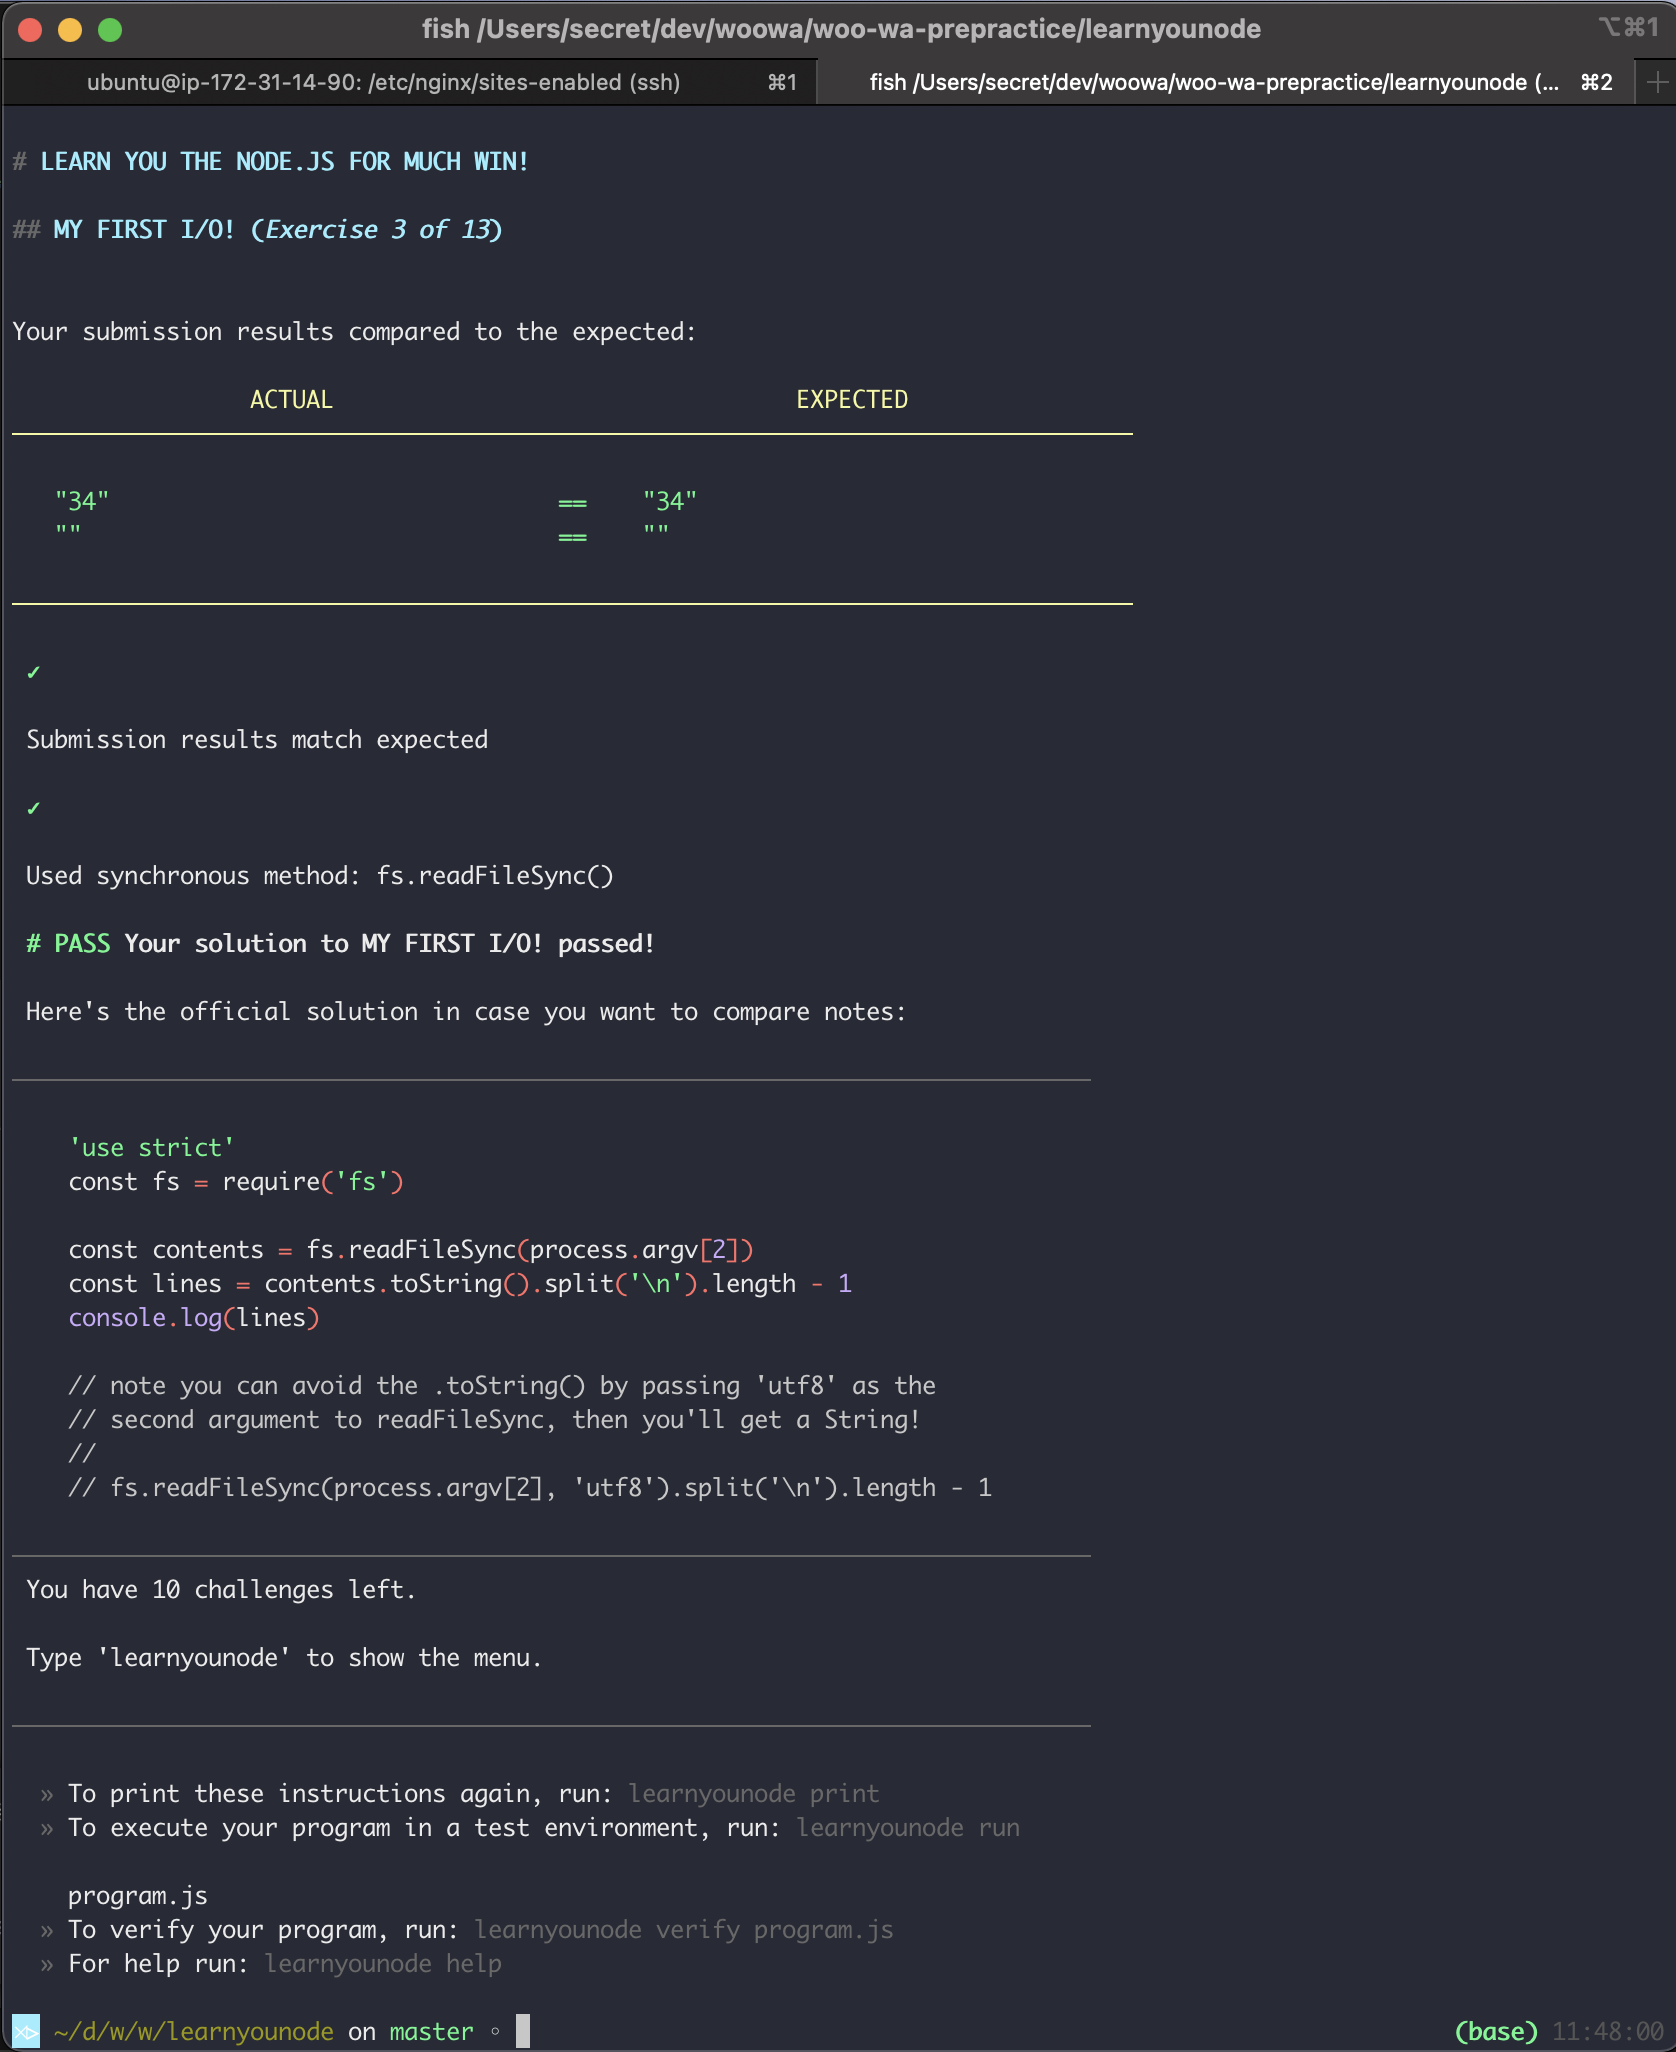 fish /Users/secret/dev/woowa/woo-wa-prepractice/learnyounode ⌥⌘1
ubuntu@ip-172-31-14-90: /etc/nginx/sites-enabled (ssh) ⌘1 fish /Users/secret/dev/woowa/woo-wa-prepractice/learnyounode (... ⌘2 +
# LEARN YOU THE NODE.JS FOR MUCH WIN!
## MY FIRST I/O! (Exercise 3 of 13)
Your submission results compared to the expected:
ACTUAL EXPECTED
"34" == "34"
"" == ""
✓
Submission results match expected
✓
Used synchronous method: fs.readFileSync()
# PASS Your solution to MY FIRST I/O! passed!
Here's the official solution in case you want to compare notes:
'use strict'
const fs = require('fs')
const contents = fs.readFileSync(process.argv[2])
const lines = contents.toString().split('\n').length - 1
console.log(lines)
// note you can avoid the .toString() by passing 'utf8' as the
// second argument to readFileSync, then you'll get a String!
//
// fs.readFileSync(process.argv[2], 'utf8').split('\n').length - 1
You have 10 challenges left.
Type 'learnyounode' to show the menu.
» To print these instructions again, run: learnyounode print
» To execute your program in a test environment, run: learnyounode run
program.js
» To verify your program, run: learnyounode verify program.js
» For help run: learnyounode help
~/d/w/w/learnyounode on master ◦ (base) 11:48:00